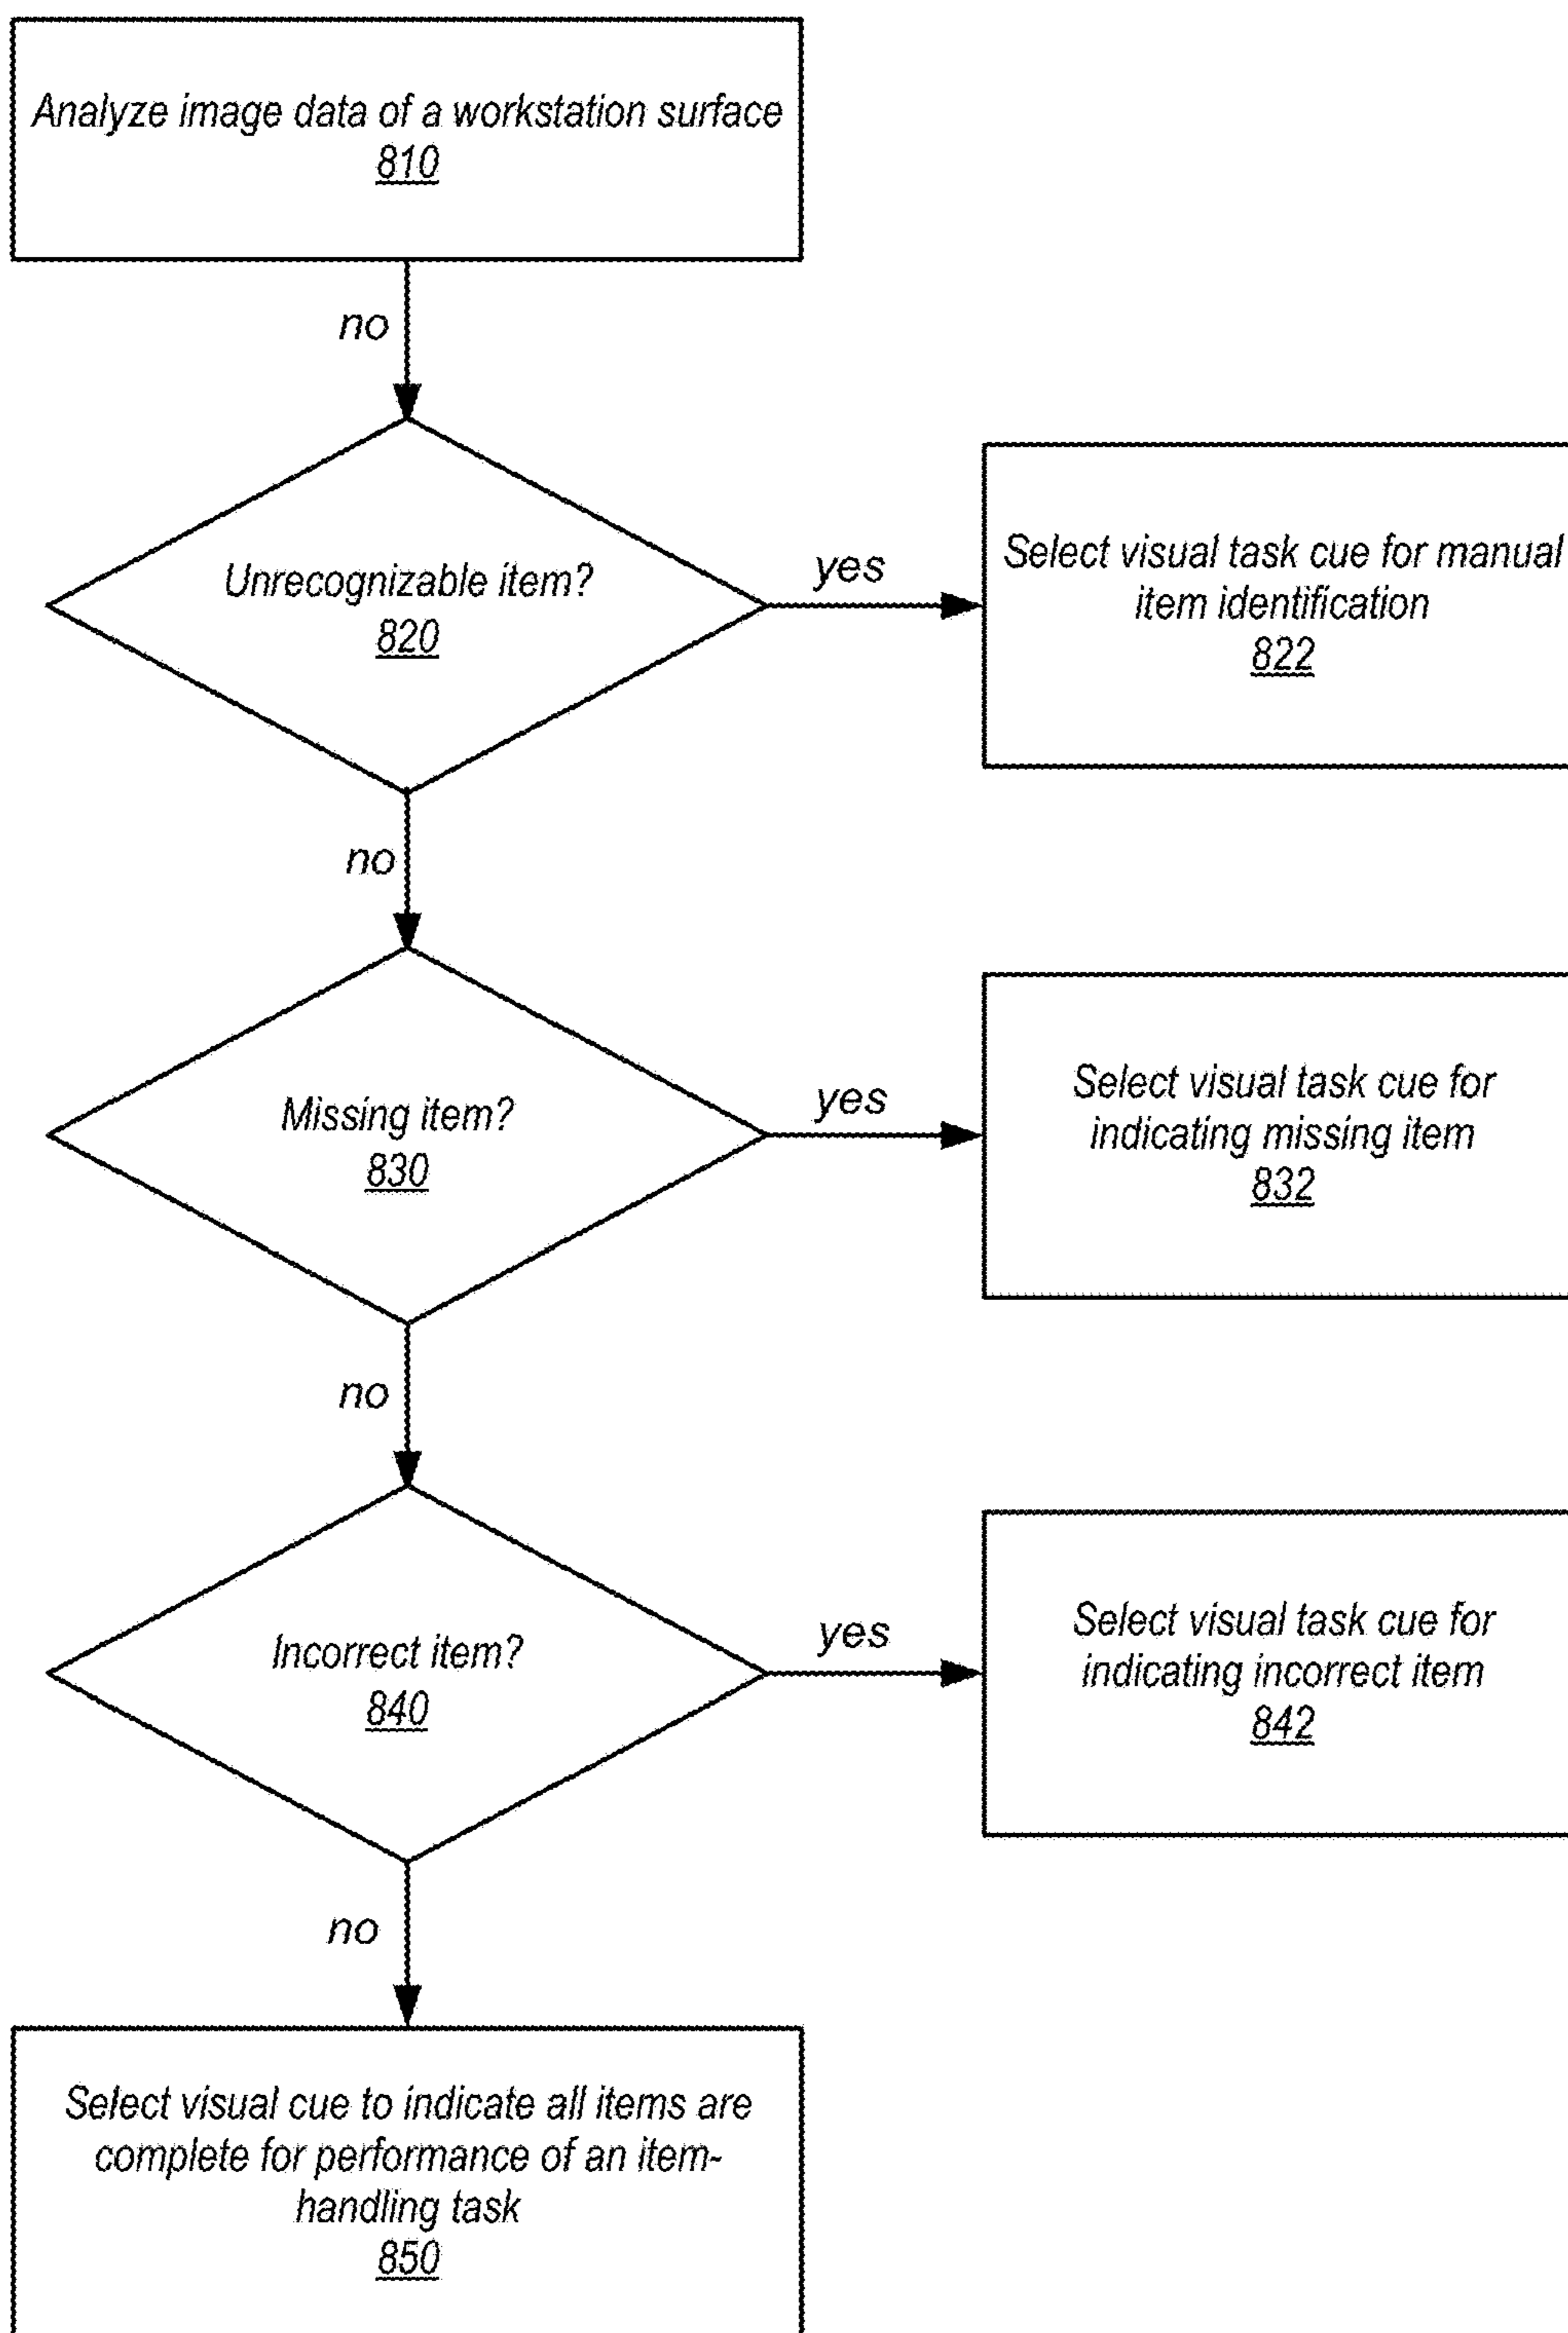 Analyze image data of a workstation surface
810
no
Unrecognizable item?
820
yes
Select visual task cue for manual
item identification
822
no
Missing item?
830
yes
Select visual task cue for
indicating missing item
832
no
Incorrect item?
840
yes
Select visual task cue for
indicating incorrect item
842
no
Select visual cue to indicate all items are
complete for performance of an item-
handling task
850